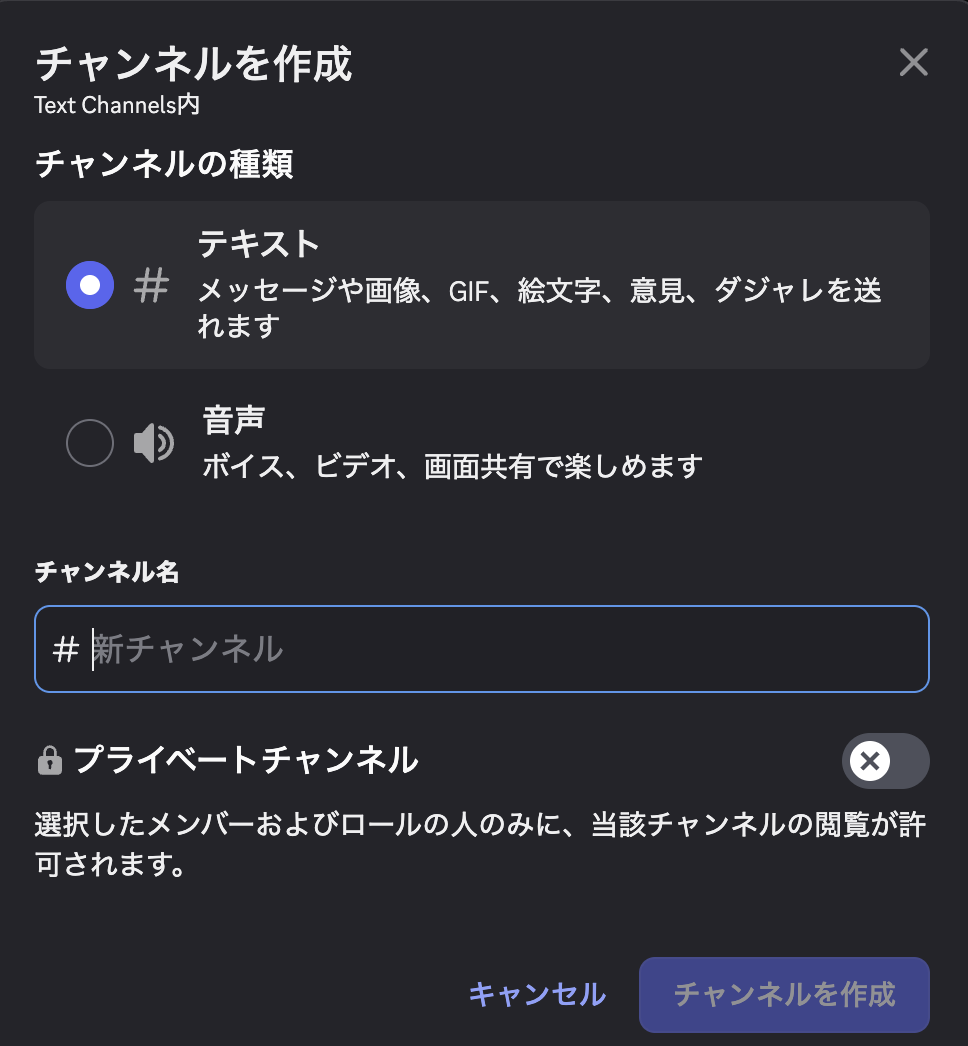 チャンネルを作成
Text Channels内
チャンネルの種類
テキスト
メッセージや画像、GIF、絵文字、意見、ダジャレを送
れます
音声
ボイス、ビデオ、画面共有で楽しめます
チャンネル名
# 新チャンネル
プライベートチャンネル
選択したメンバーおよびロールの人のみに、当該チャンネルの閲覧が許
可されます。
キャンセル
チャンネルを作成